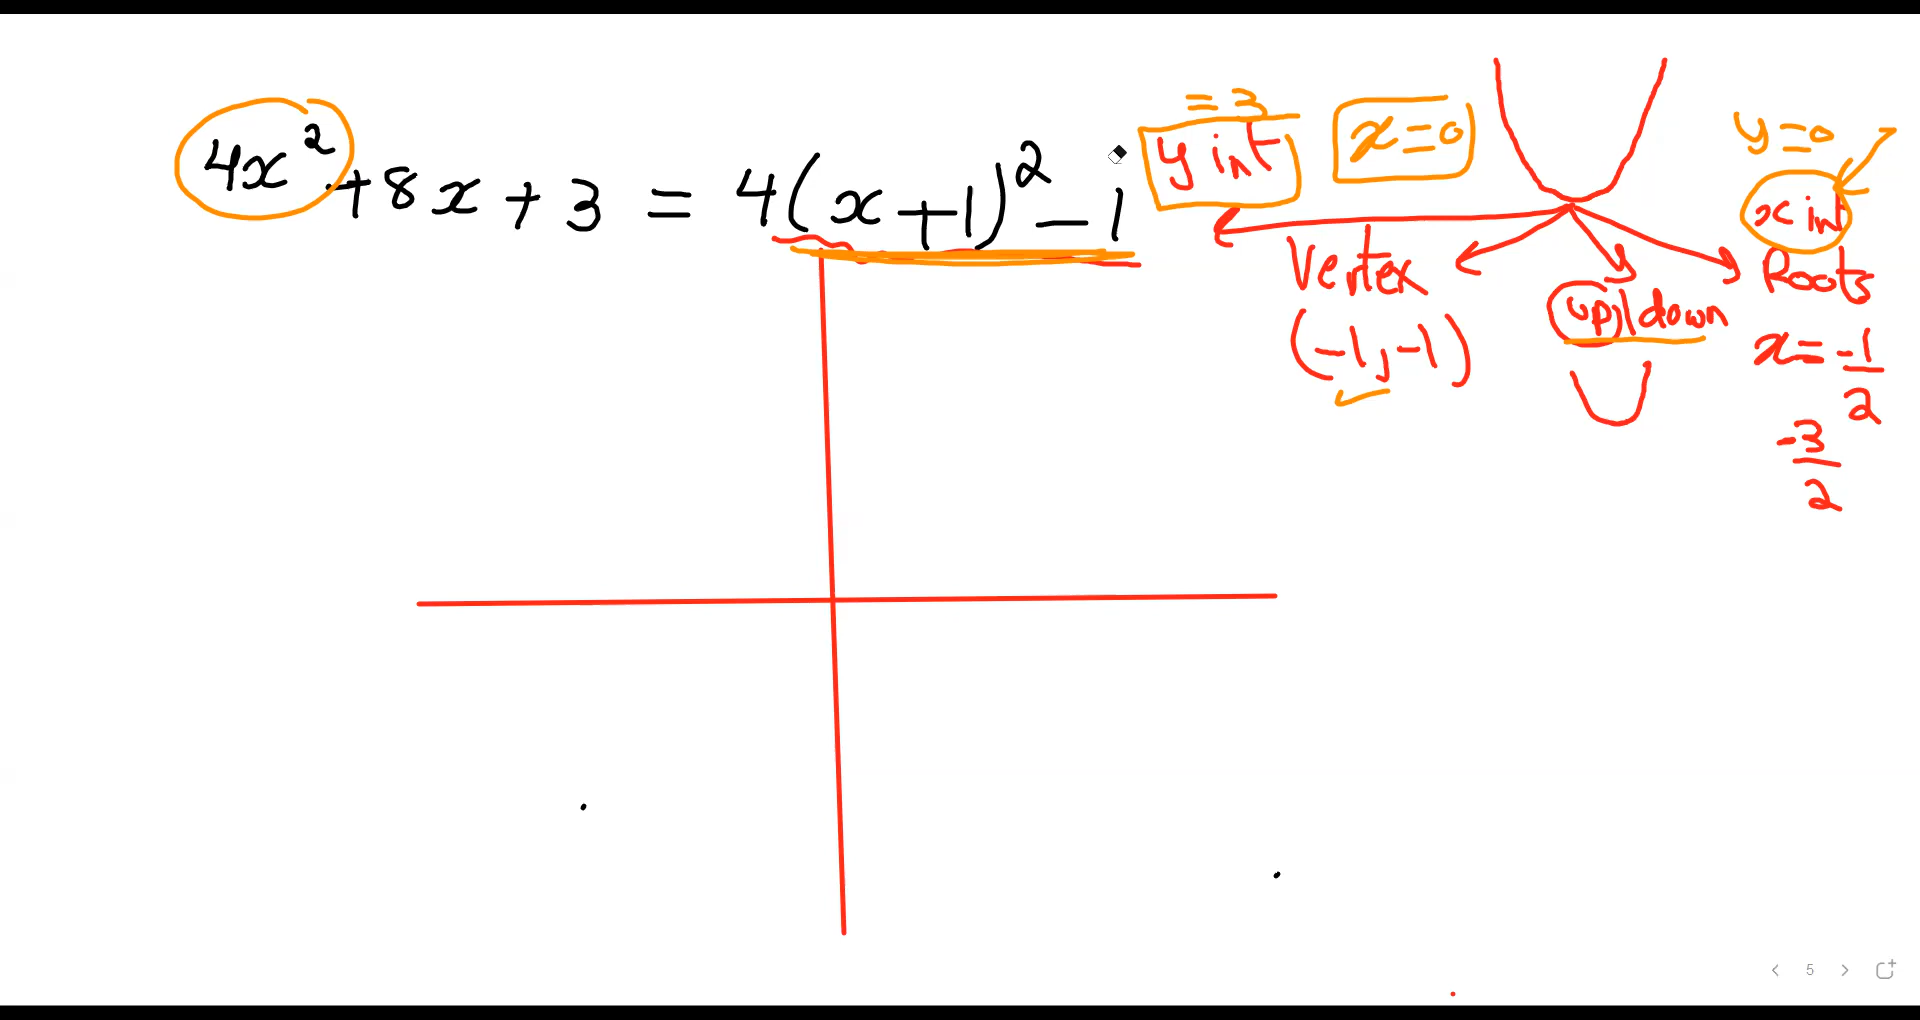 4x² + 8x + 3 = 4(x + 1)² - 1
= 3
y int
x = 0
y = 0
x int
Vertex
(-1, -1)
up/down
Roots
x = -1/2
-3/2
5